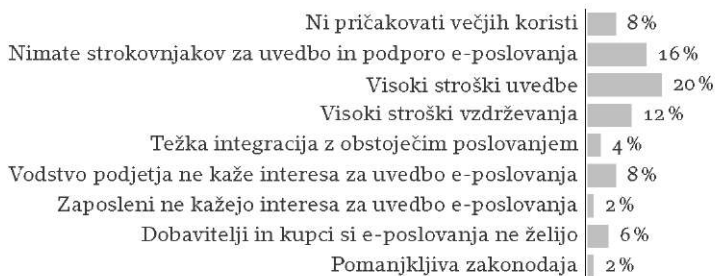 Ni pričakovati večjih koristi 8%
Nimate strokovnjakov za uvedbo in podporo e-poslovanja 16%
Visoki stroški uvedbe 20%
Visoki stroški vzdrževanja 12%
Težka integracija z obstoječim poslovanjem 4%
Vodstvo podjetja ne kaže interesa za uvedbo e-poslovanja 8%
Zaposleni ne kažejo interesa za uvedbo e-poslovanja 2%
Dobavitelji in kupci si e-poslovanja ne želijo 6%
Pomanjkljiva zakonodaja 2%